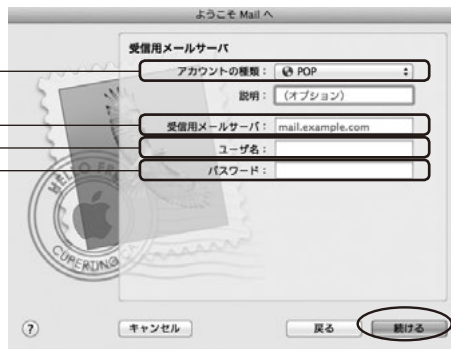 ようこそ Mail へ
受信用メールサーバ
アカウントの種類： POP
説明： （オプション）
受信用メールサーバ： mail.example.com
ユーザ名：
パスワード：
HELLO FR
CUPERTINO
? キャンセル 戻る 続ける